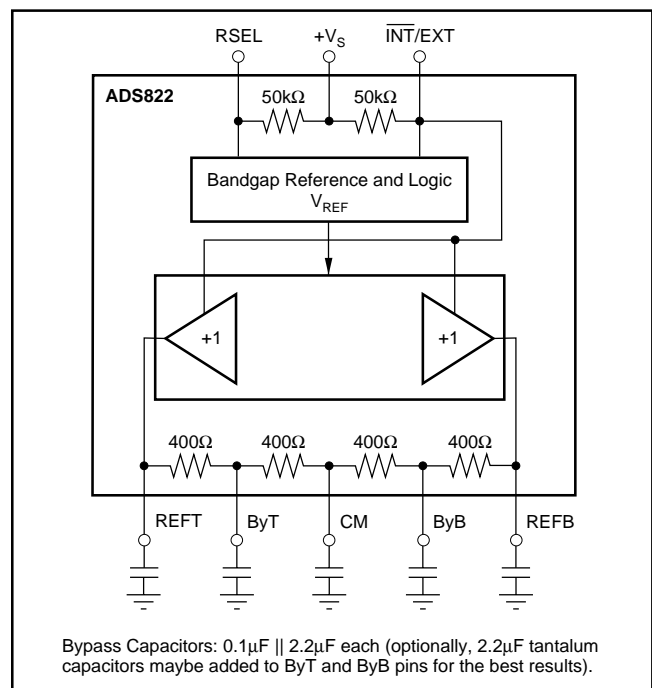 RSEL +VS INT/EXT
ADS822
50kΩ 50kΩ
Bandgap Reference and Logic
VREF
+1 +1
400Ω 400Ω 400Ω 400Ω
REFT ByT CM ByB REFB
Bypass Capacitors: 0.1µF || 2.2µF each (optionally, 2.2µF tantalum
capacitors maybe added to ByT and ByB pins for the best results).